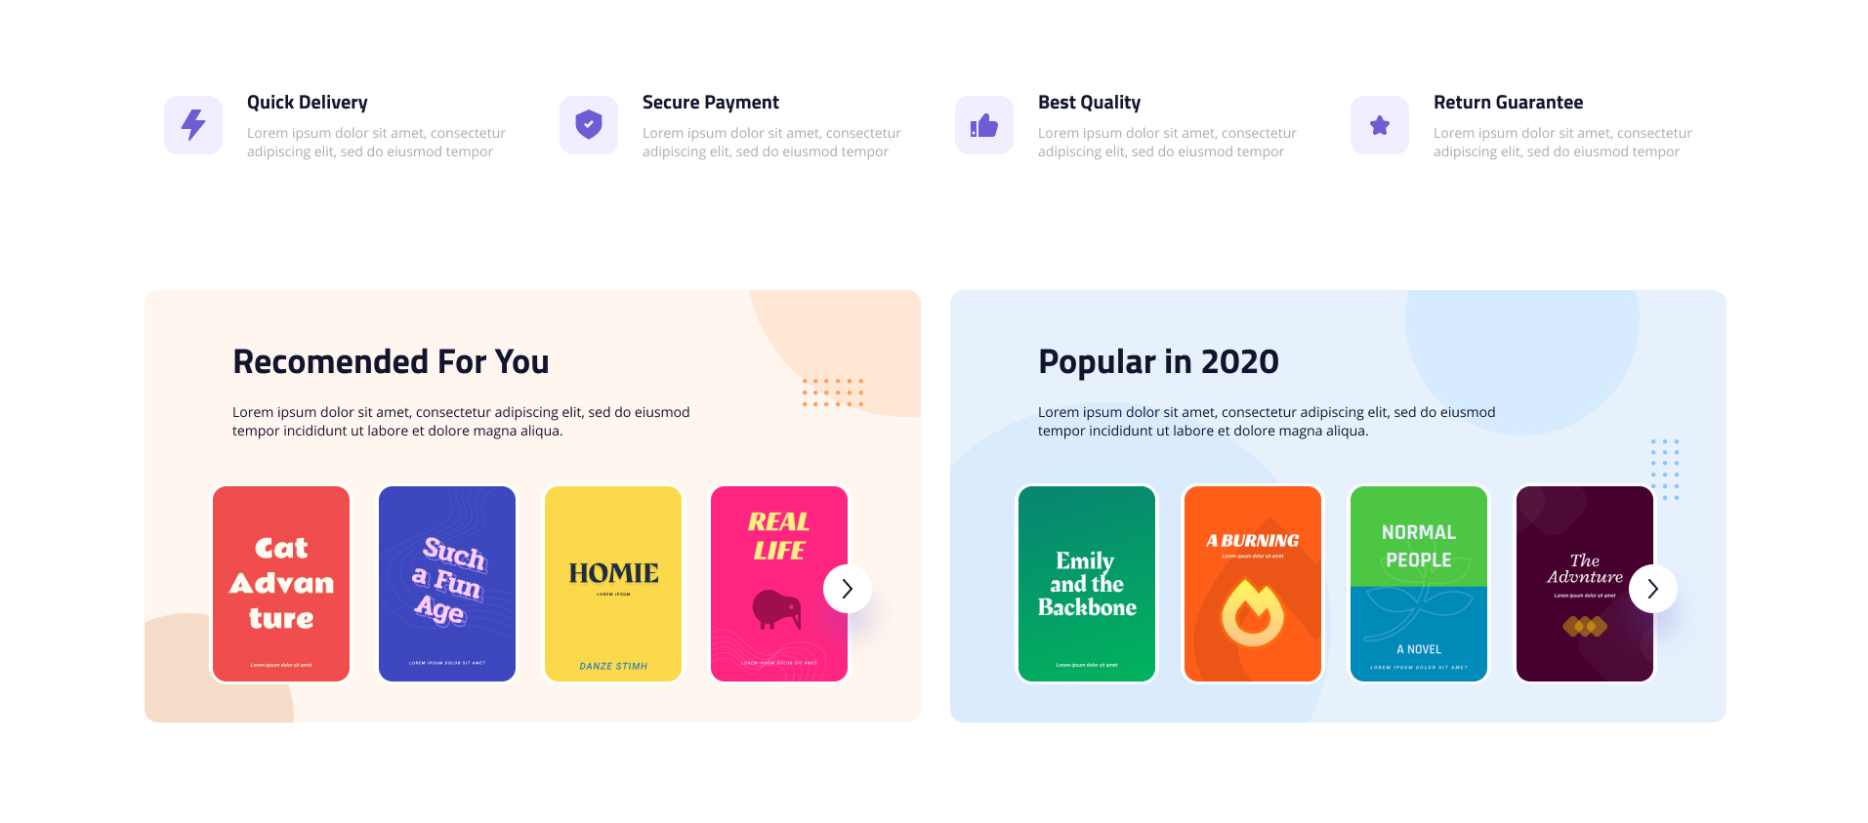 Quick Delivery
Lorem ipsum dolor sit amet, consectetur
adipiscing elit, sed do eiusmod tempor
Secure Payment
Lorem ipsum dolor sit amet, consectetur
adipiscing elit, sed do eiusmod tempor
Best Quality
Lorem ipsum dolor sit amet, consectetur
adipiscing elit, sed do eiusmod tempor
Return Guarantee
Lorem ipsum dolor sit amet, consectetur
adipiscing elit, sed do eiusmod tempor
Recomended For You
Lorem ipsum dolor sit amet, consectetur adipiscing elit, sed do eiusmod
tempor incididunt ut labore et dolore magna aliqua.
Cat
Advan
ture
Lorem ipsum dolor sit amet
Such
a Fun
Age
LOREM IPSUM DOLOR SIT AMET
HOMIE
LOREM IPSUM
DANZE STIMH
REAL
LIFE
LOREM IPSUM DOLOR SIT AMET
Popular in 2020
Lorem ipsum dolor sit amet, consectetur adipiscing elit, sed do eiusmod
tempor incididunt ut labore et dolore magna aliqua.
Emily
and the
Backbone
Lorem ipsum dolor sit amet
A BURNING
Lorem ipsum dolor sit amet
NORMAL
PEOPLE
A NOVEL
LOREM IPSUM DOLOR SIT AMET
The
Advnture
Lorem ipsum dolor sit amet